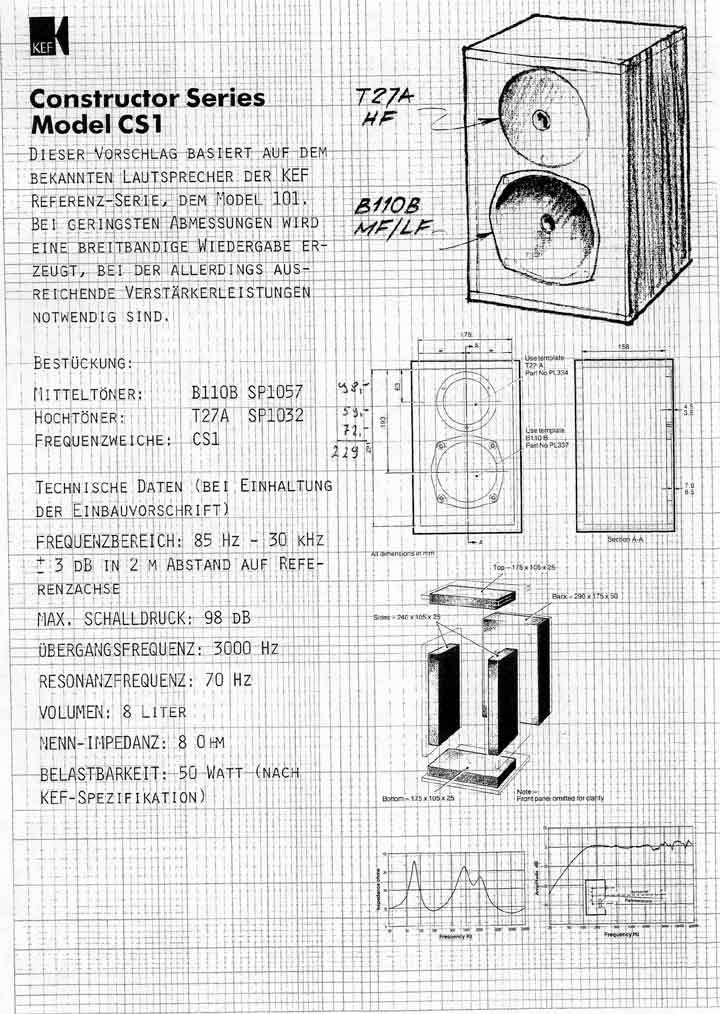 KEF
Constructor Series
Model CS1
DIESER VORSCHLAG BASIERT AUF DEM
BEKANNTEN LAUTSPRECHER DER KEF
REFERENZ-SERIE, DEM MODEL 101.
BEI GERINGSTEN ABMESSUNGEN WIRD
EINE BREITBANDIGE WIEDERGABE ER-
ZEUGT, BEI DER ALLERDINGS AUS-
REICHENDE VERSTÄRKERLEISTUNGEN
NOTWENDIG SIND.
T27A
HF
B110B
MF/LF
BESTÜCKUNG:
MITTELTÖNER: B110B SP1057
HOCHTÖNER: T27A SP1032
FREQUENZWEICHE: CS1
98,-
59,-
72,-
229
TECHNISCHE DATEN (BEI EINHALTUNG
DER EINBAUVORSCHRIFT)
FREQUENZBEREICH: 85 HZ - 30 KHZ
± 3 DB IN 2 M ABSTAND AUF REFE-
RENZACHSE
MAX. SCHALLDRUCK: 98 DB
ÜBERGANGSFREQUENZ: 3000 HZ
RESONANZFREQUENZ: 70 HZ
VOLUMEN: 8 LITER
NENN-IMPEDANZ: 8 OHM
BELASTBARKEIT: 50 WATT (NACH
KEF-SPEZIFIKATION)
175
A
63
193
Use template
T27 A
Part No PL334
Use template
B110 B
Part No PL337
A
All dimensions in mm
158
Section A-A
Top – 175 x 105 x 25
Back – 290 x 175 x 50
Sides – 240 x 105 x 25
Bottom – 175 x 105 x 25
Note –
Front panel omitted for clarity
Impedance ohms
Frequency Hz
Amplitude dB
Frequency Hz